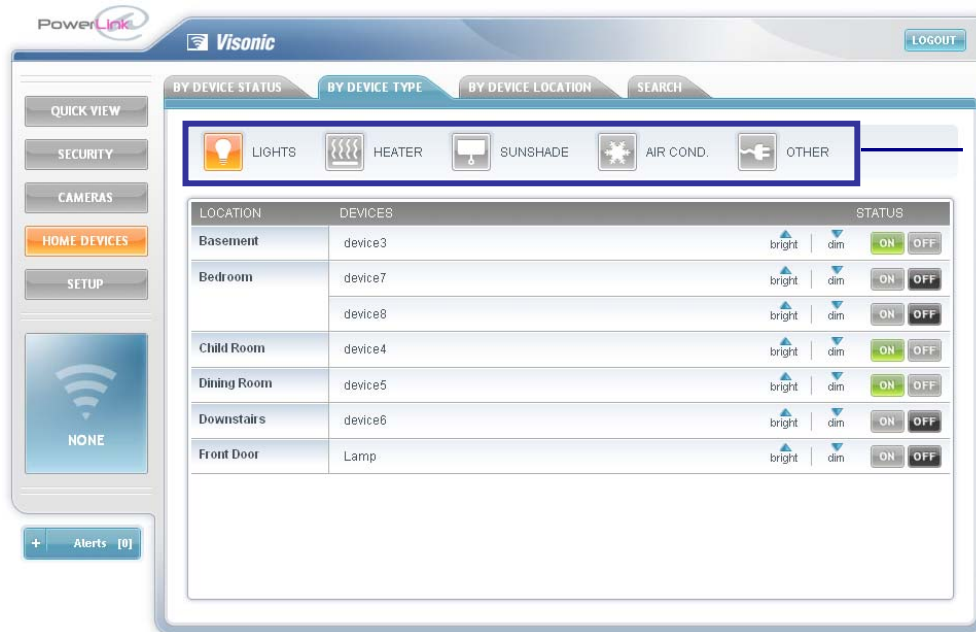 PowerLink
Visonic
LOGOUT
BY DEVICE STATUS BY DEVICE TYPE BY DEVICE LOCATION SEARCH
QUICK VIEW
SECURITY
CAMERAS
HOME DEVICES
SETUP
NONE
+ Alerts [0]
LIGHTS HEATER SUNSHADE AIR COND. OTHER
LOCATION DEVICES STATUS
Basement device3 bright dim ON OFF
Bedroom device7 bright dim ON OFF
device8 bright dim ON OFF
Child Room device4 bright dim ON OFF
Dining Room device5 bright dim ON OFF
Downstairs device6 bright dim ON OFF
Front Door Lamp bright dim ON OFF